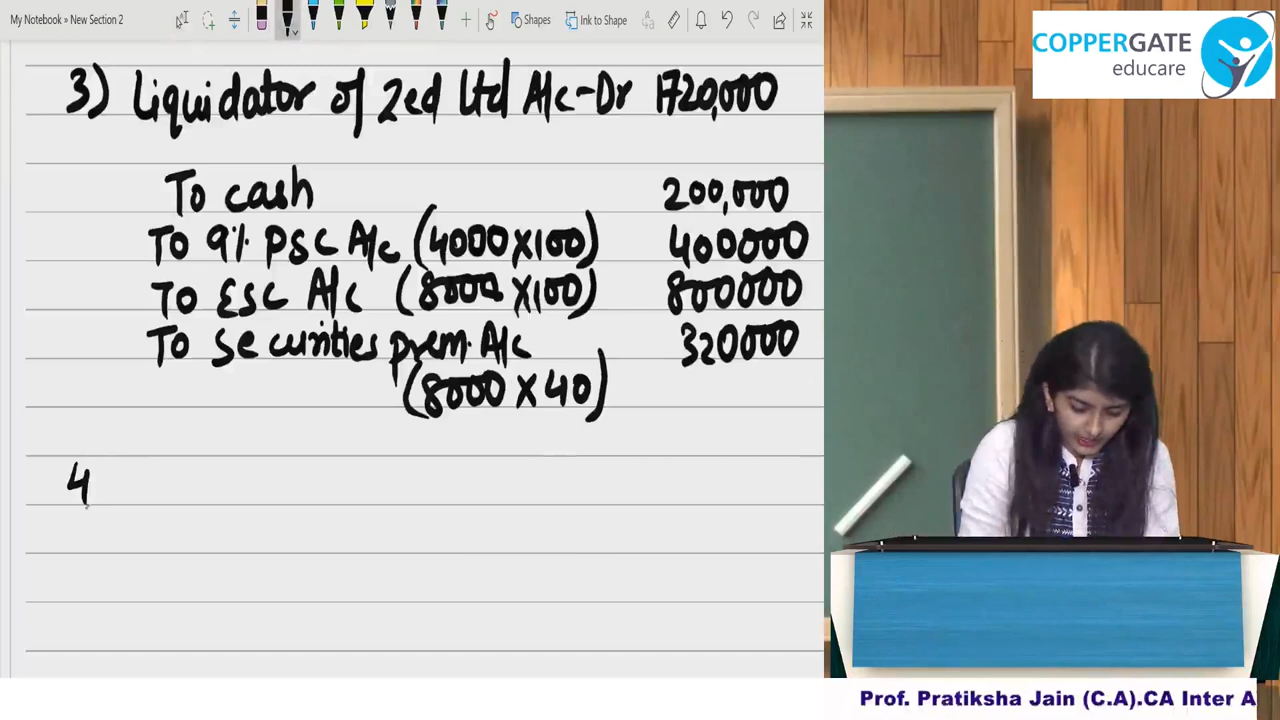 My Notebook » New Section 2
Shapes
Ink to Shape
COPPERGATE
educare
3) Liquidator of Zed Ltd A/c-Dr 1720,000
To cash 200,000
To 9% PSC A/c (4000X100) 400000
To ESC A/c (8000X100) 800000
To Securities prem. A/c 320000
(8000 X 40)
4
Prof. Pratiksha Jain (C.A).CA Inter A